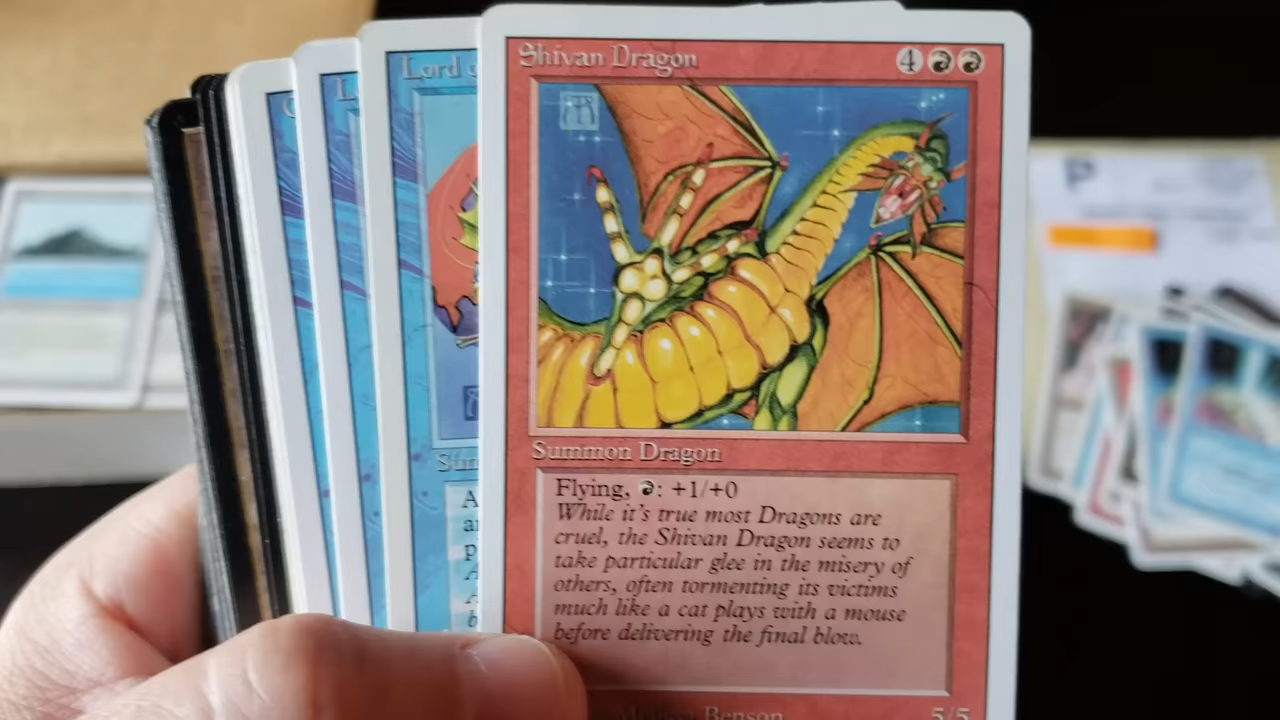 Shivan Dragon 4
Lord
Summon Dragon
Flying, : +1/+0
While it's true most Dragons are
cruel, the Shivan Dragon seems to
take particular glee in the misery of
others, often tormenting its victims
much like a cat plays with a mouse
before delivering the final blow.
Benson 5/5